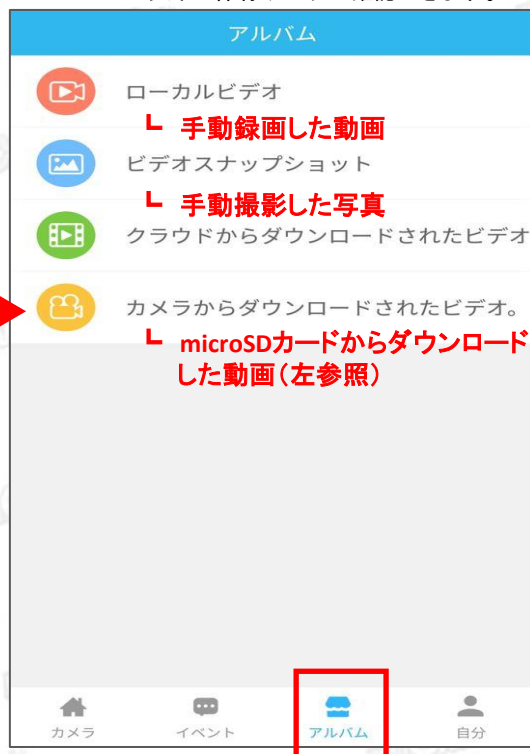 アルバム
ローカルビデオ
┗ 手動録画した動画
ビデオスナップショット
┗ 手動撮影した写真
クラウドからダウンロードされたビデオ
カメラからダウンロードされたビデオ。
┗ microSDカードからダウンロード
した動画（左参照）
カメラ
イベント
アルバム
自分